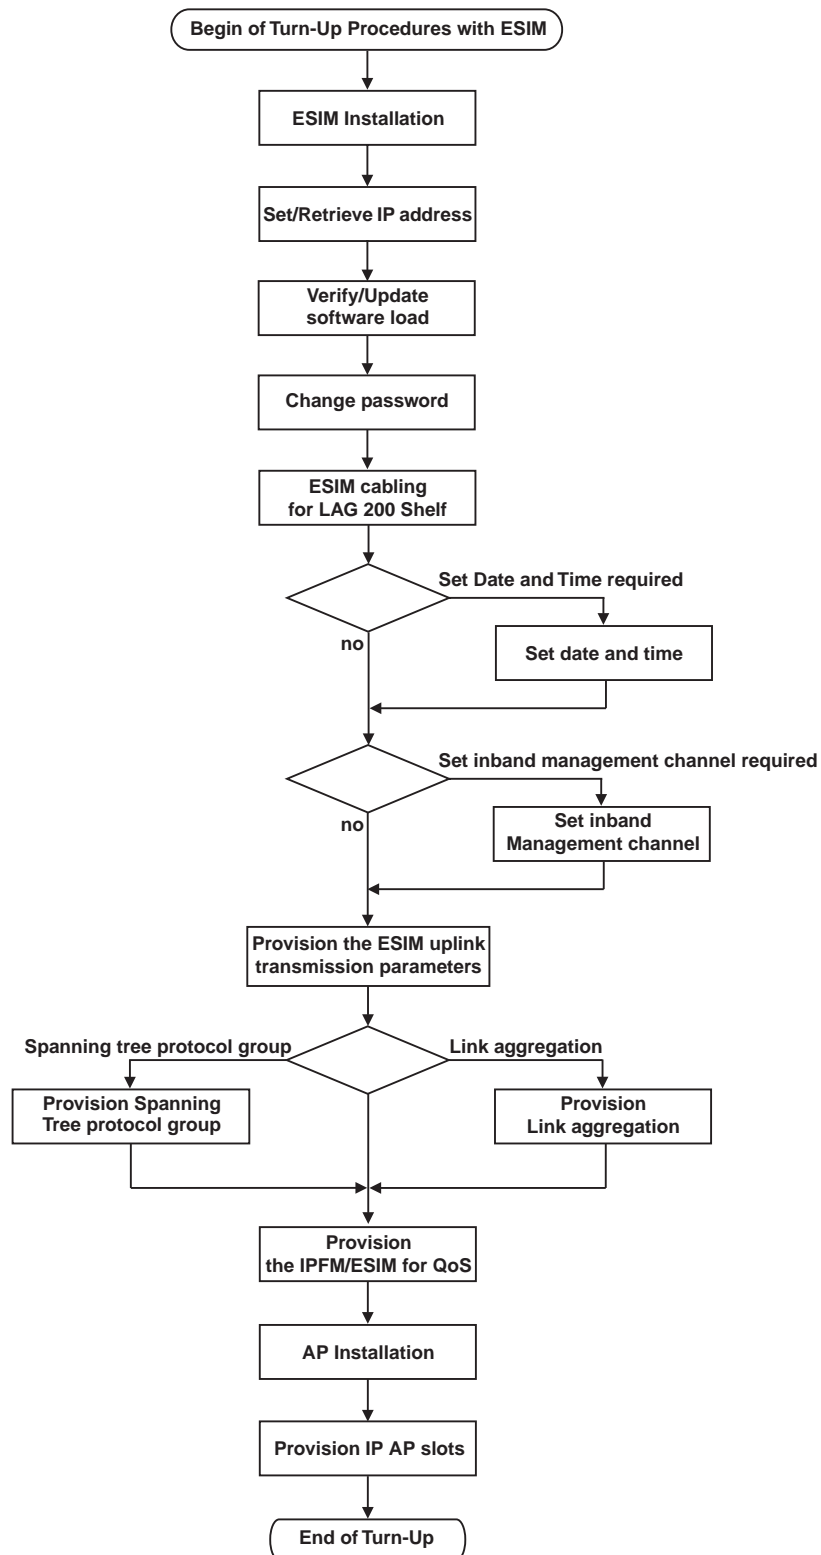 Begin of Turn-Up Procedures with ESIM
ESIM Installation
Set/Retrieve IP address
Verify/Update
software load
Change password
ESIM cabling
for LAG 200 Shelf
Set Date and Time required
no
Set date and time
Set inband management channel required
no
Set inband
Management channel
Provision the ESIM uplink
transmission parameters
Spanning tree protocol group
Link aggregation
Provision Spanning
Tree protocol group
Provision
Link aggregation
Provision
the IPFM/ESIM for QoS
AP Installation
Provision IP AP slots
End of Turn-Up